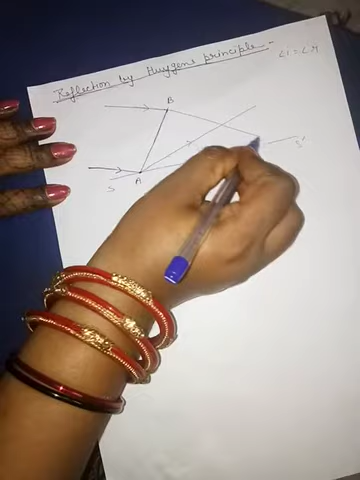 Reflection by Huygens principle -
∠i = ∠r
B
S'
A
S